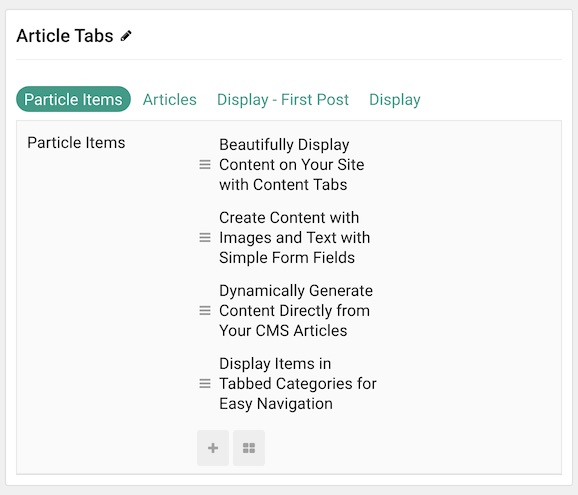 Article Tabs
Particle Items Articles Display - First Post Display
Particle Items
Beautifully Display
Content on Your Site
with Content Tabs
Create Content with
Images and Text with
Simple Form Fields
Dynamically Generate
Content Directly from
Your CMS Articles
Display Items in
Tabbed Categories for
Easy Navigation